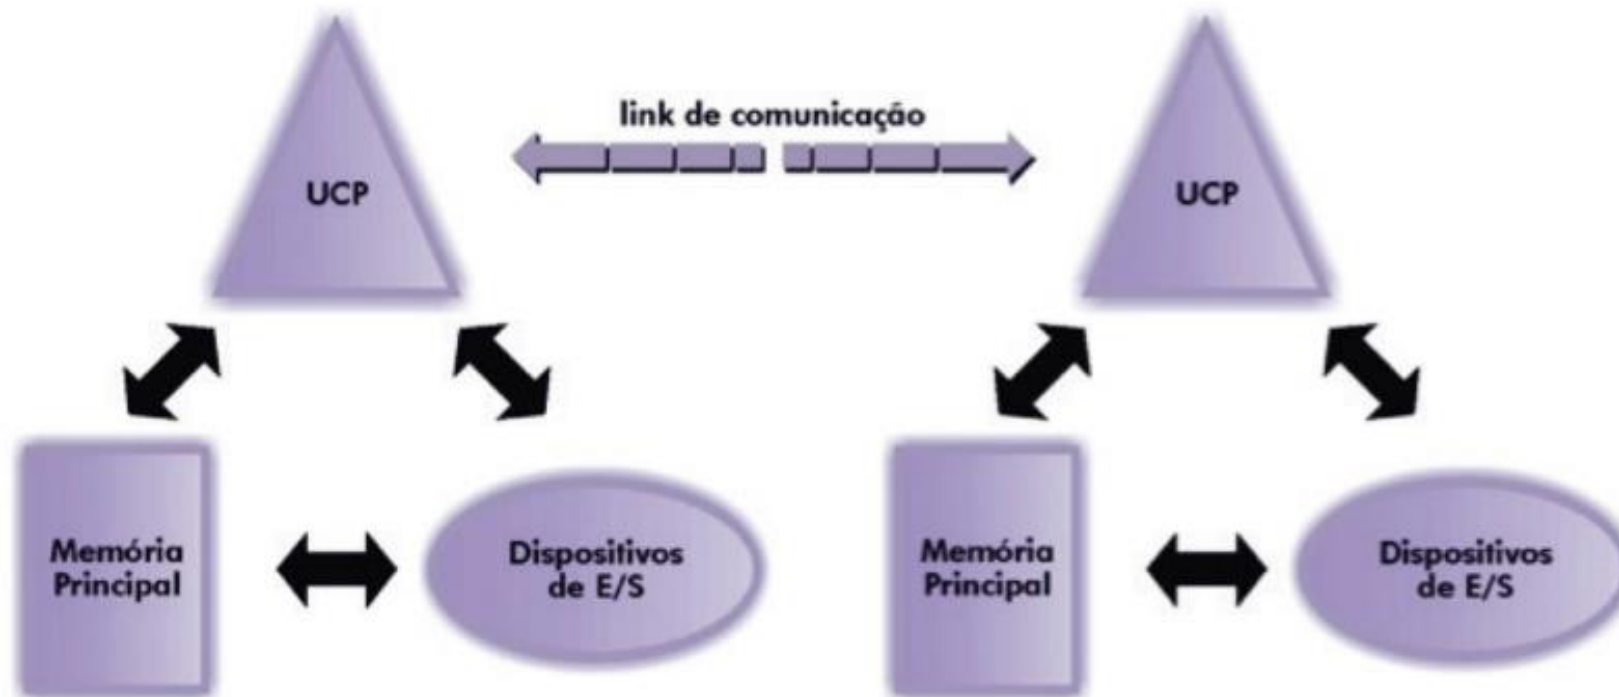 link de comunicação
UCP
UCP
Memória
Principal
Dispositivos
de E/S
Memória
Principal
Dispositivos
de E/S